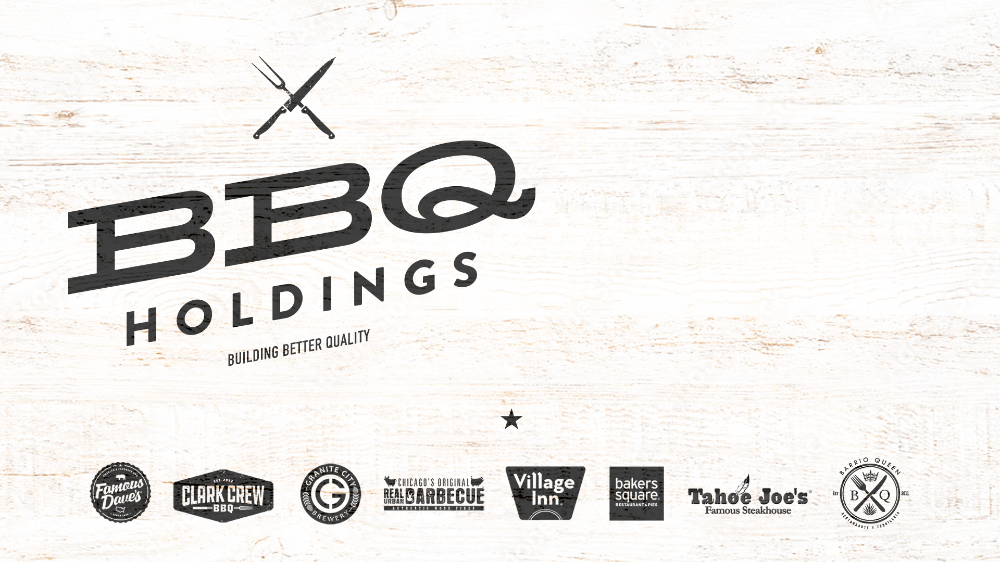 BBQ
HOLDINGS
BUILDING BETTER QUALITY
AMERICA'S FAVORITE BBQ
Famous
Dave's
SINCE 1994
EST. 2022
CLARK CREW
BBQ
GRANITE CITY
G
BREWERY
CHICAGO'S ORIGINAL
REAL URBAN BARBECUE
AUTHENTIC WOOD FIRED
Village
Inn
bakers
square
RESTAURANT & PIES
Tahoe Joe's®
Famous Steakhouse
BARRIO QUEEN
EST B Q 2011
RESTAURANTE Y TEQUILERIA